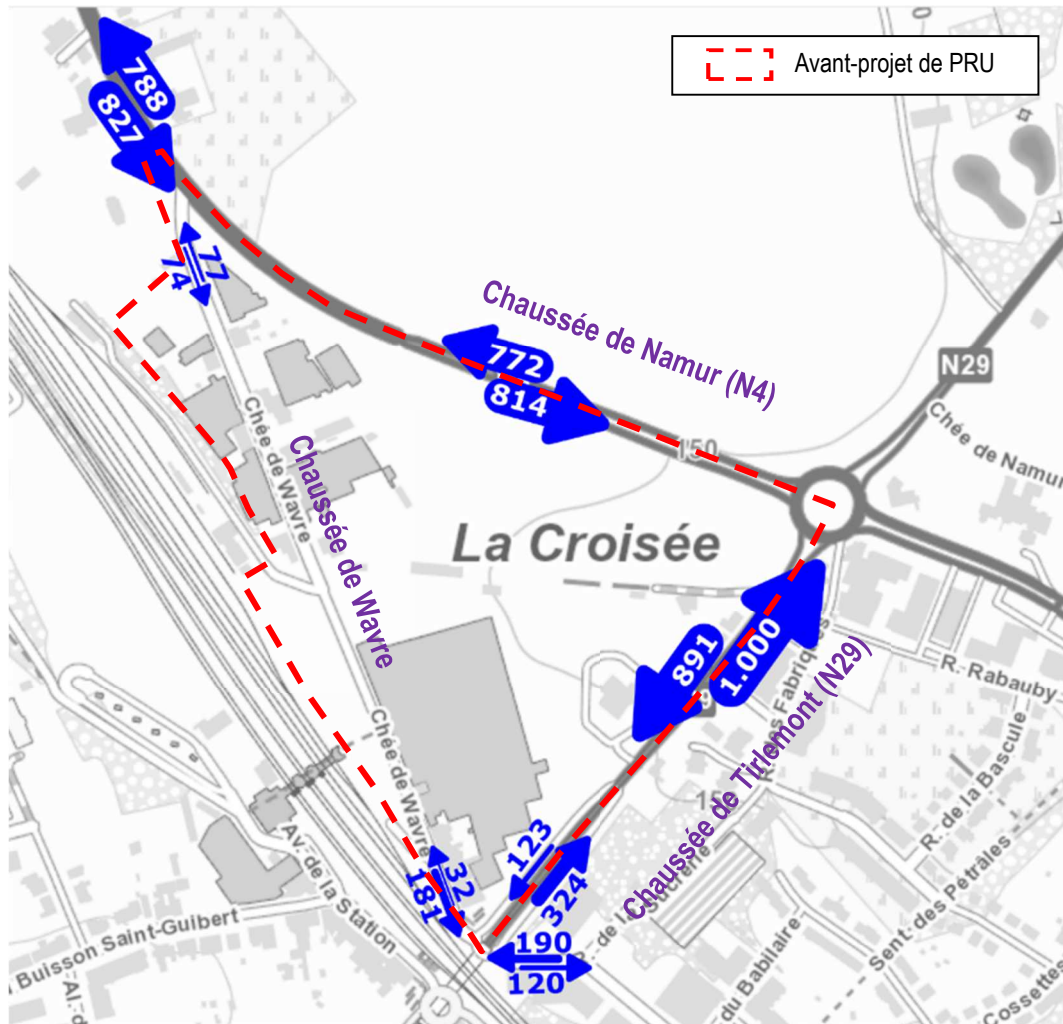 Avant-projet de PRU
788
827
77
74
Chaussée de Namur (N4)
772
814
150
N29
Chée de Namur
Chée de Wavre
Chaussée de Wavre
La Croisée
891
1.000
R. Rabauby
Chaussée de Tirlemont (N29)
R. de la Bascule
Chée de Wavre
123
324
32
181
190
120
Av. de la Station
Buisson Saint-Guibert
Sent. des Pétrâles
du Babilaire
Cossettes